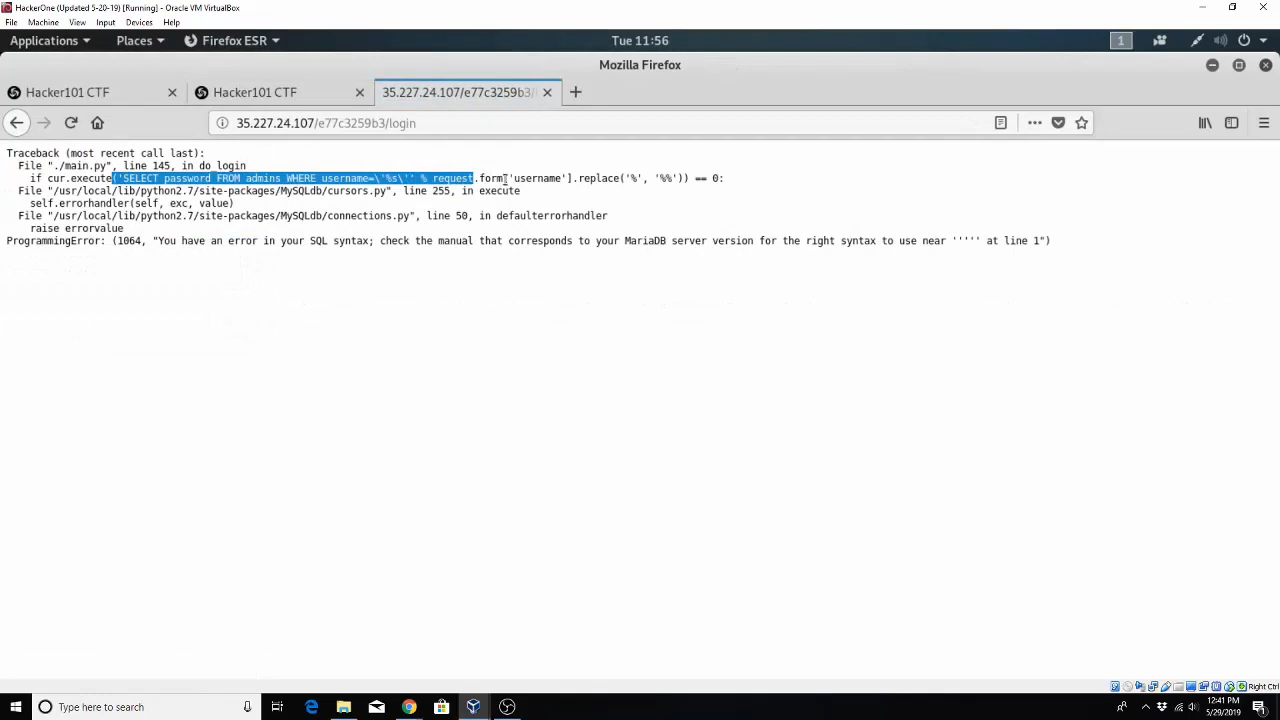 HackerOne (Updated 5-20-19) [Running] - Oracle VM VirtualBox
File Machine View Input Devices Help
Applications Places Firefox ESR Tue 11:56 1
Mozilla Firefox
Hacker101 CTF Hacker101 CTF 35.227.24.107/e77c3259b3/
35.227.24.107/e77c3259b3/login
Traceback (most recent call last):
File "./main.py", line 145, in do_login
if cur.execute('SELECT password FROM admins WHERE username=\'%s\'' % request.form['username'].replace('%', '%%')) == 0:
File "/usr/local/lib/python2.7/site-packages/MySQLdb/cursors.py", line 255, in execute
self.errorhandler(self, exc, value)
File "/usr/local/lib/python2.7/site-packages/MySQLdb/connections.py", line 50, in defaulterrorhandler
raise errorvalue
ProgrammingError: (1064, "You have an error in your SQL syntax; check the manual that corresponds to your MariaDB server version for the right syntax to use near ''''' at line 1")
Right Ctrl
Type here to search
12:41 PM
5/29/2019